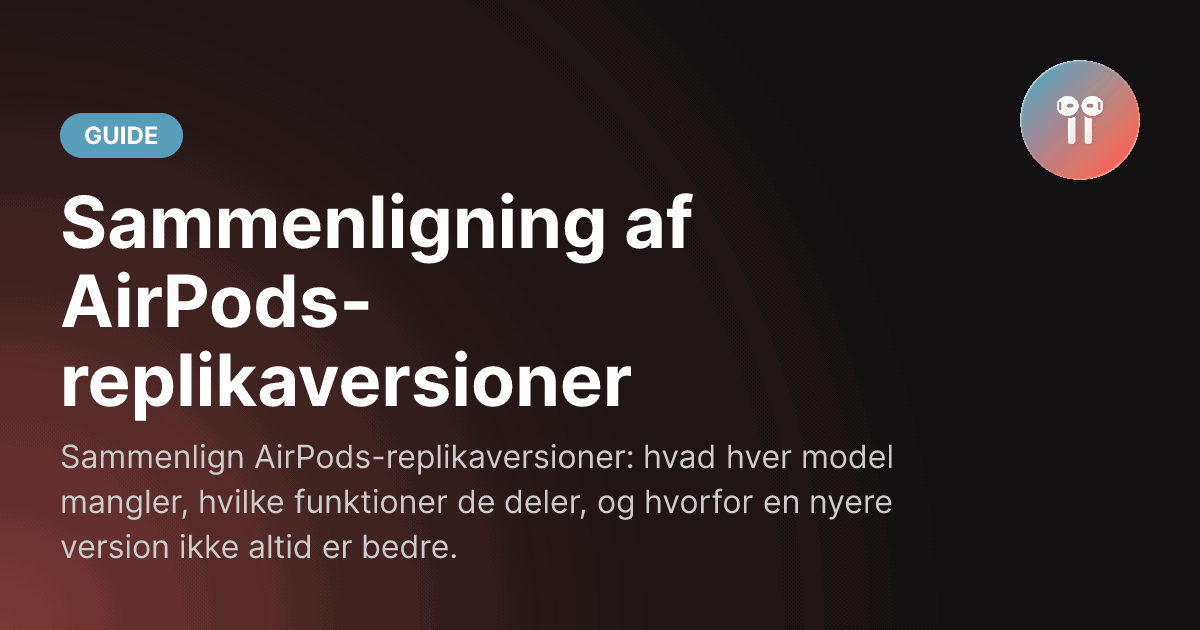 GUIDE
Sammenligning af
AirPods-
replikaversioner
Sammenlign AirPods-replikaversioner: hvad hver model
mangler, hvilke funktioner de deler, og hvorfor en nyere
version ikke altid er bedre.